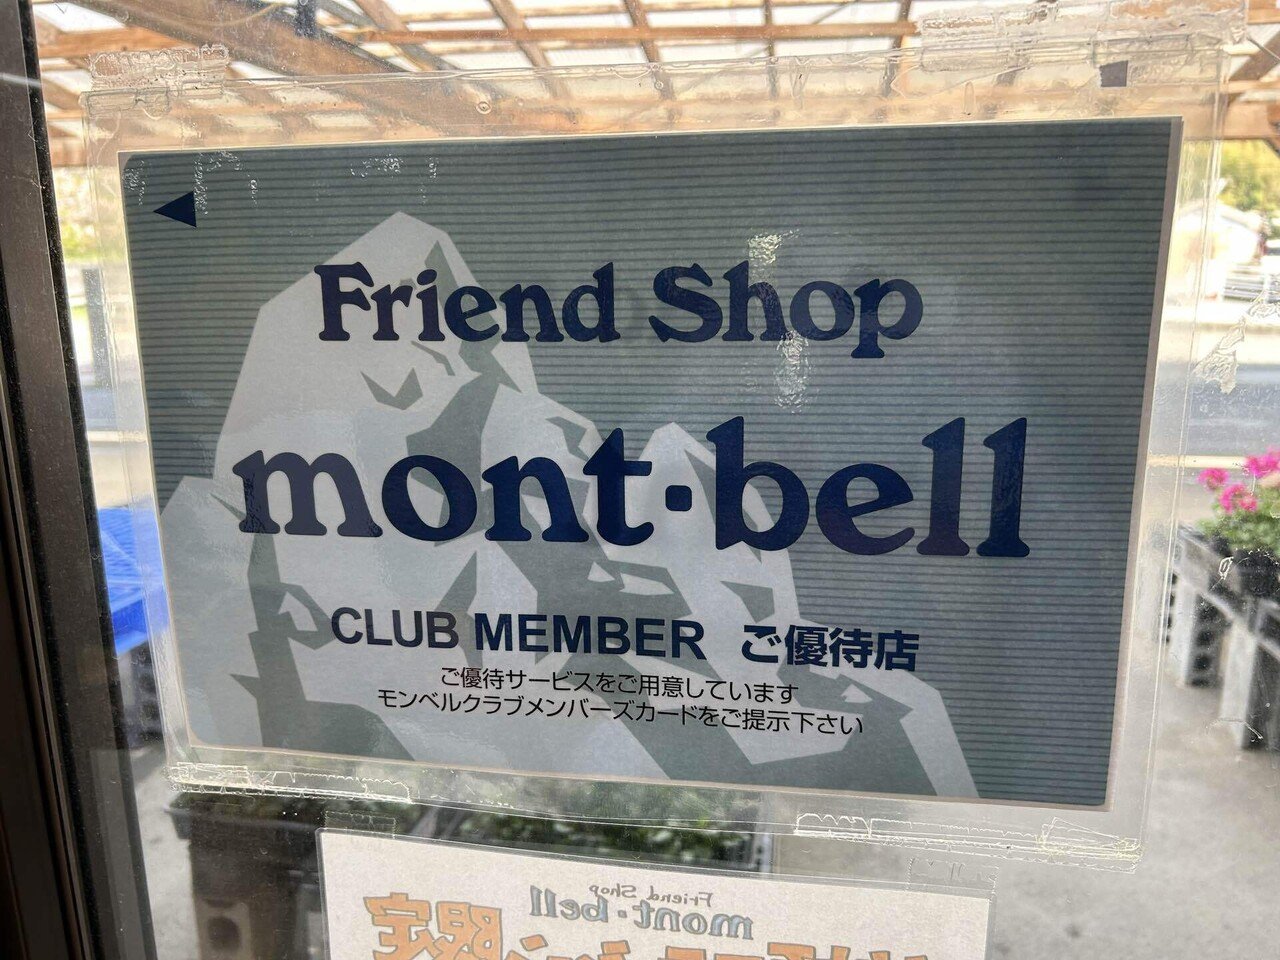 Friend Shop
mont·bell
CLUB MEMBER ご優待店
ご優待サービスをご用意しています
モンベルクラブメンバーズカードをご提示下さい
Friend Shop
mont·bell
限定